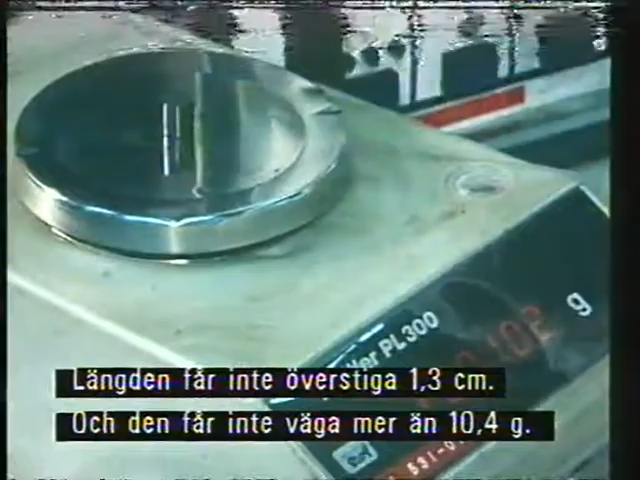 g
PL300
Längden får inte överstiga 1,3 cm.
Och den får inte väga mer än 10,4 g.